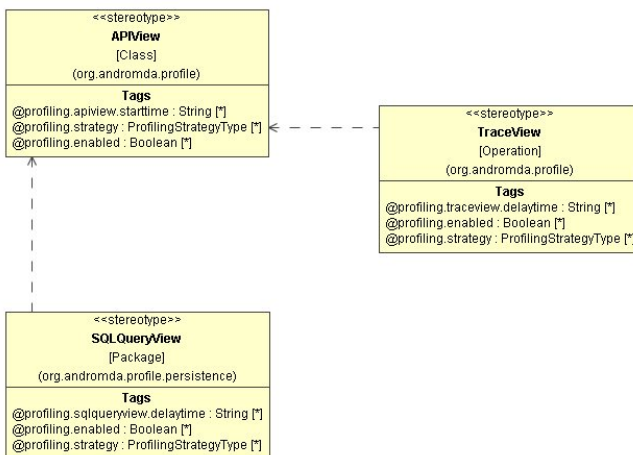 <<stereotype>>
APIView
[Class]
(org.andromda.profile)
Tags
@profiling.apiview.starttime : String [*]
@profiling.strategy : ProfilingStrategyType [*]
@profiling.enabled : Boolean [*]
<<stereotype>>
TraceView
[Operation]
(org.andromda.profile)
Tags
@profiling.traceview.delaytime : String [*]
@profiling.enabled : Boolean [*]
@profiling.strategy : ProfilingStrategyType [*]
<<stereotype>>
SQLQueryView
[Package]
(org.andromda.profile.persistence)
Tags
@profiling.sqlqueryview.delaytime : String [*]
@profiling.enabled : Boolean [*]
@profiling.strategy : ProfilingStrategyType [*]